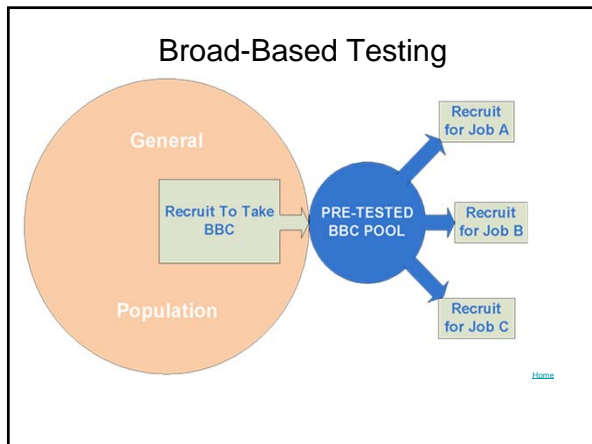 Broad-Based Testing
General
Population
Recruit To Take
BBC
PRE-TESTED
BBC POOL
Recruit
for Job A
Recruit
for Job B
Recruit
for Job C
Home